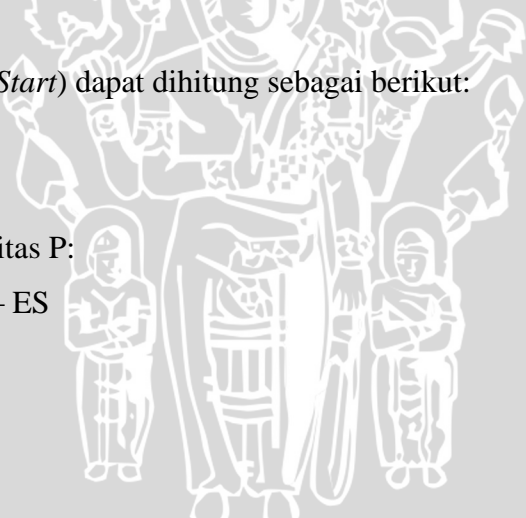 Start) dapat dihitung sebagai berikut:
itas P:
– ES